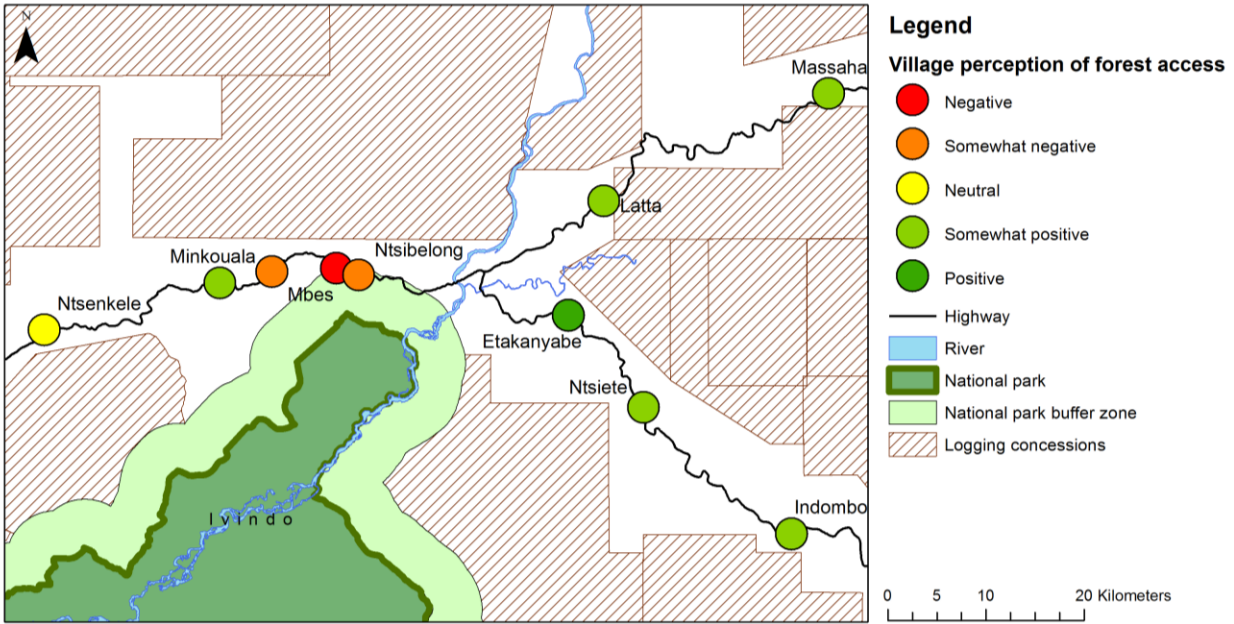 N
Massaha
Latta
Ntsibelong
Minkouala
Mbes
Ntsenkele
Etakanyabe
Ntsiete
Indombo
Ivindo
Legend
Village perception of forest access
Negative
Somewhat negative
Neutral
Somewhat positive
Positive
Highway
River
National park
National park buffer zone
Logging concessions
0 5 10 20 Kilometers